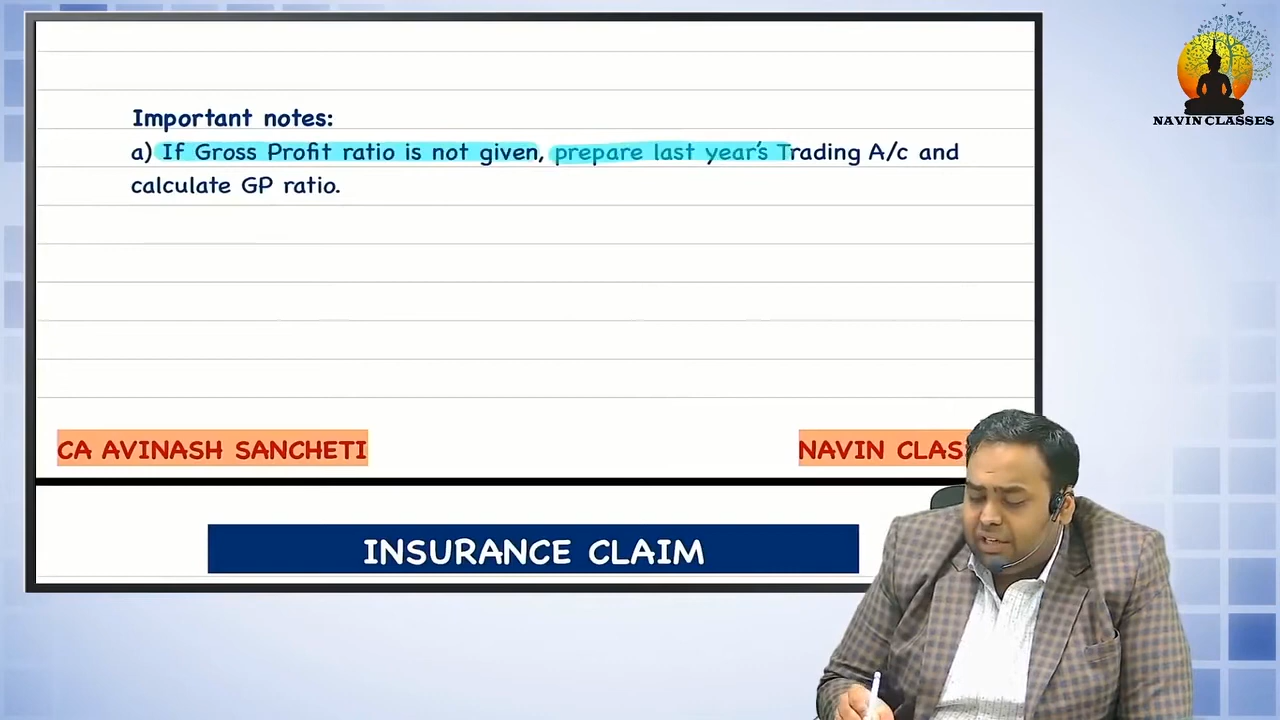 NAVIN CLASSES
Important notes:
a) If Gross Profit ratio is not given, prepare last year's Trading A/c and
calculate GP ratio.
CA AVINASH SANCHETI
NAVIN CLAS
INSURANCE CLAIM